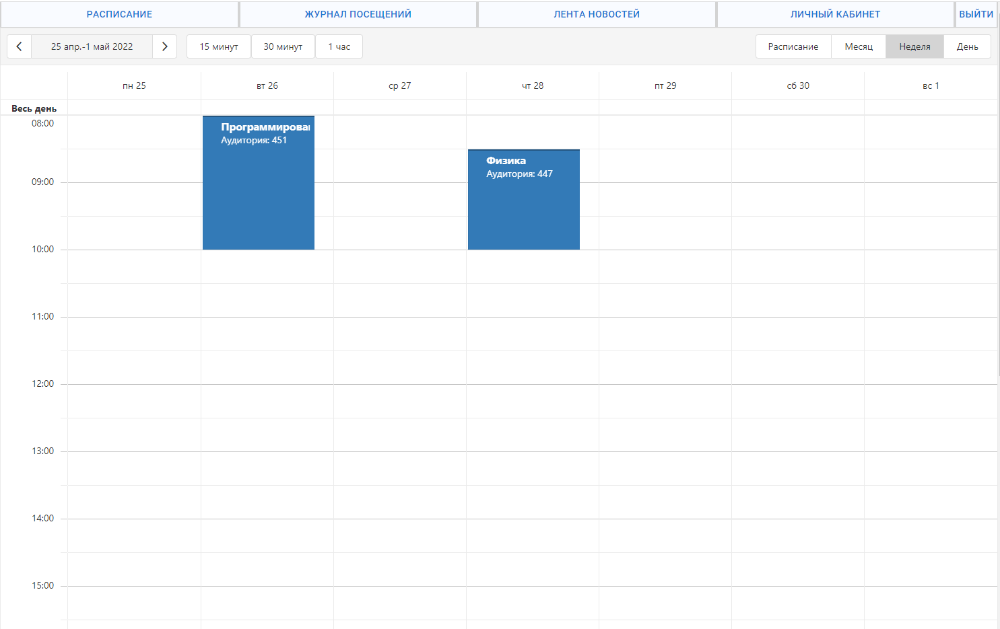 РАСПИСАНИЕ ЖУРНАЛ ПОСЕЩЕНИЙ ЛЕНТА НОВОСТЕЙ ЛИЧНЫЙ КАБИНЕТ ВЫЙТИ
25 апр.-1 май 2022 15 минут 30 минут 1 час Расписание Месяц Неделя День
пн 25 вт 26 ср 27 чт 28 пт 29 сб 30 вс 1
Весь день
08:00
Программирова
Аудитория: 451
Физика
Аудитория: 447
09:00
10:00
11:00
12:00
13:00
14:00
15:00